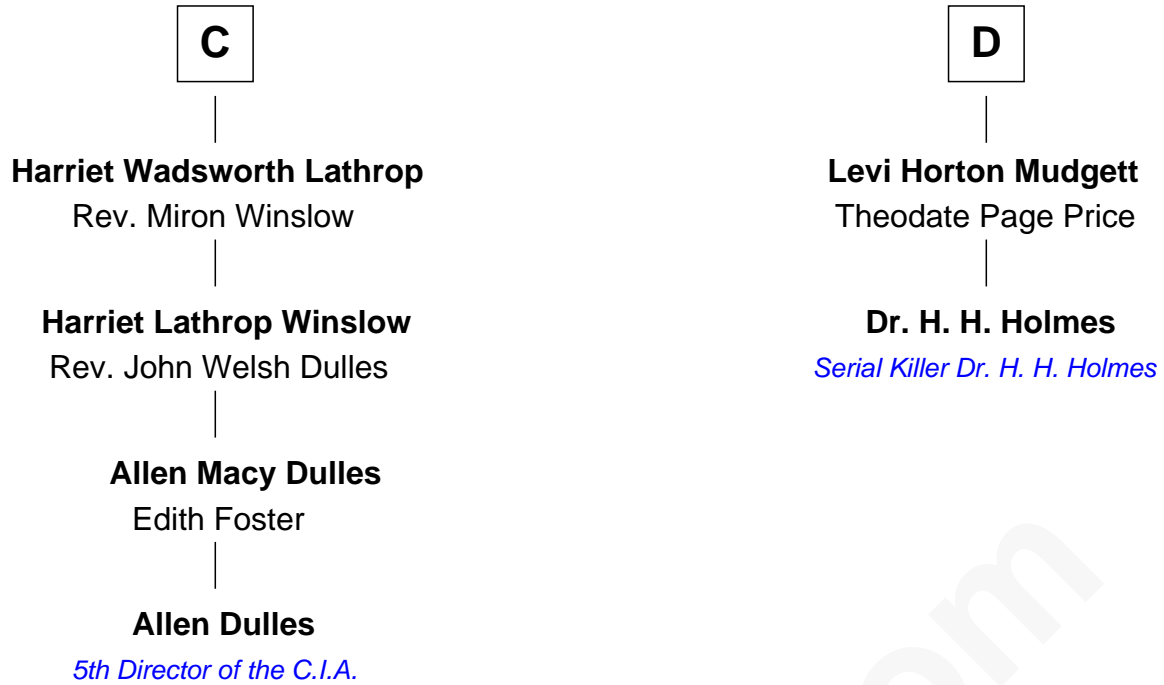 C
Harriet Wadsworth Lathrop
Rev. Miron Winslow
Harriet Lathrop Winslow
Rev. John Welsh Dulles
Allen Macy Dulles
Edith Foster
Allen Dulles
5th Director of the C.I.A.
D
Levi Horton Mudgett
Theodate Page Price
Dr. H. H. Holmes
Serial Killer Dr. H. H. Holmes
om